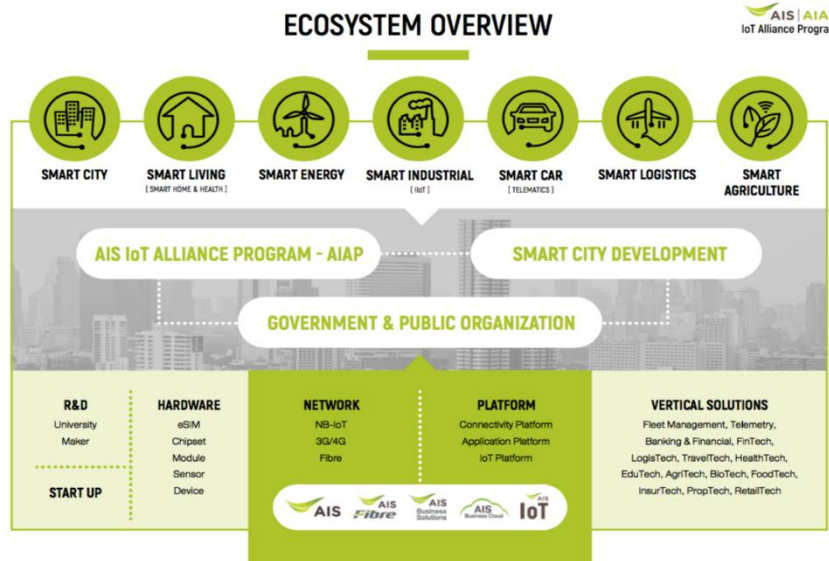 ECOSYSTEM OVERVIEW
AIS | AIA
IoT Alliance Progra
SMART CITY
SMART LIVING
[ SMART HOME & HEALTH ]
SMART ENERGY
SMART INDUSTRIAL
[ IIoT ]
SMART CAR
[ TELEMATICS ]
SMART LOGISTICS
SMART
AGRICULTURE
AIS IoT ALLIANCE PROGRAM - AIAP
SMART CITY DEVELOPMENT
GOVERNMENT & PUBLIC ORGANIZATION
R&D
University
Maker
START UP
HARDWARE
eSIM
Chipset
Module
Sensor
Device
NETWORK
NB-IoT
3G/4G
Fibre
PLATFORM
Connectivity Platform
Application Platform
IoT Platform
AIS
AIS
Fibre
AIS
Business
Solutions
AIS
Business Cloud
AIS
IoT
VERTICAL SOLUTIONS
Fleet Management, Telemetry,
Banking & Financial, FinTech,
LogisTech, TravelTech, HealthTech,
EduTech, AgriTech, BioTech, FoodTech,
InsurTech, PropTech, RetailTech